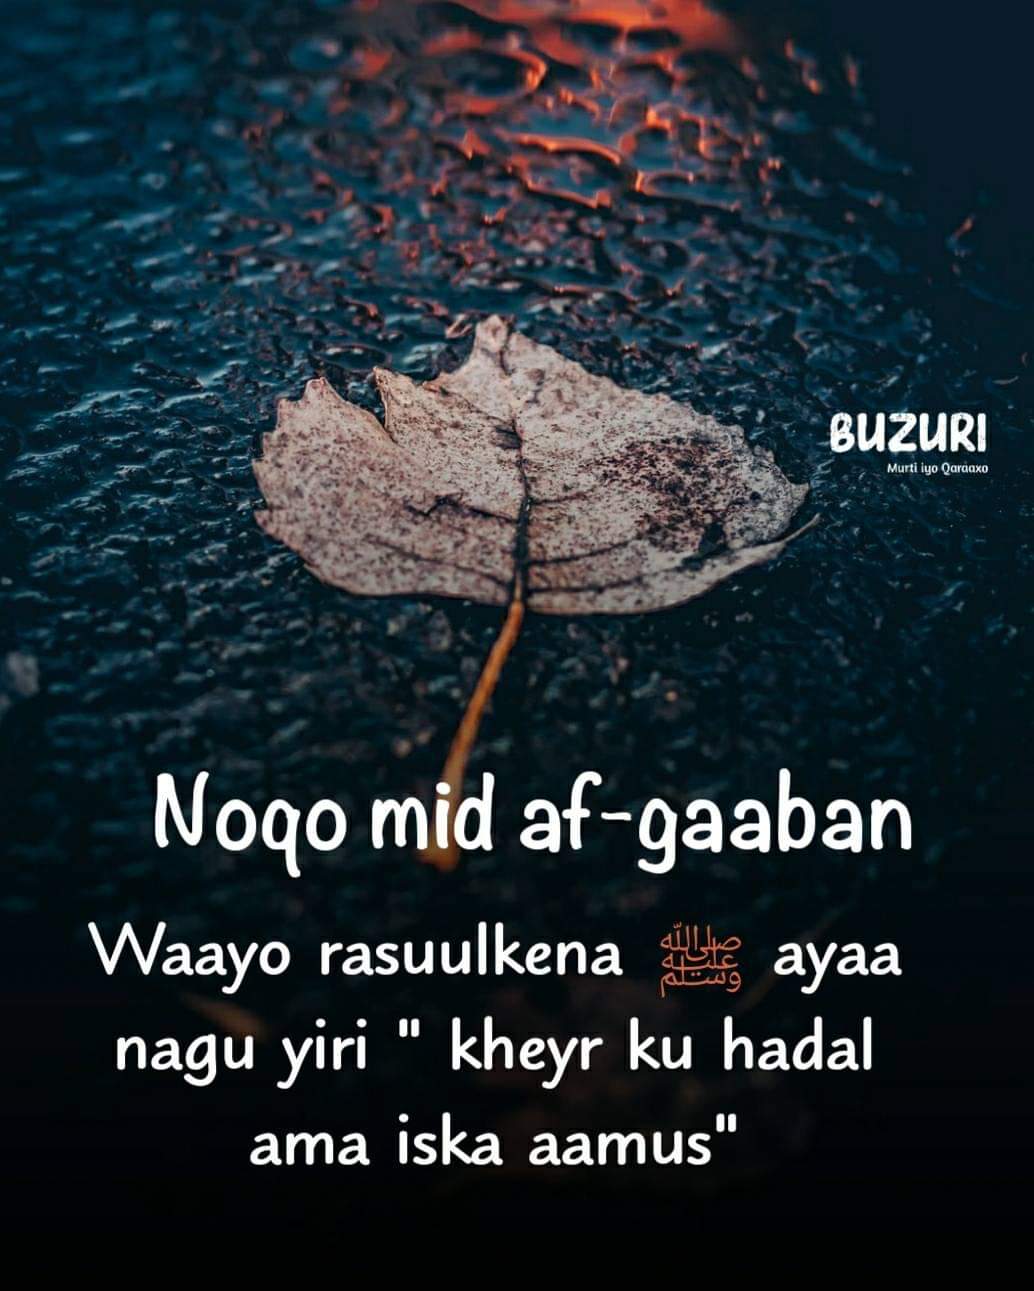 BUZURI
Murti iyo Qaraaxo
Noqo mid af-gaaban
Waayo rasuulkena ﷺ ayaa
nagu yiri " kheyr ku hadal
ama iska aamus"